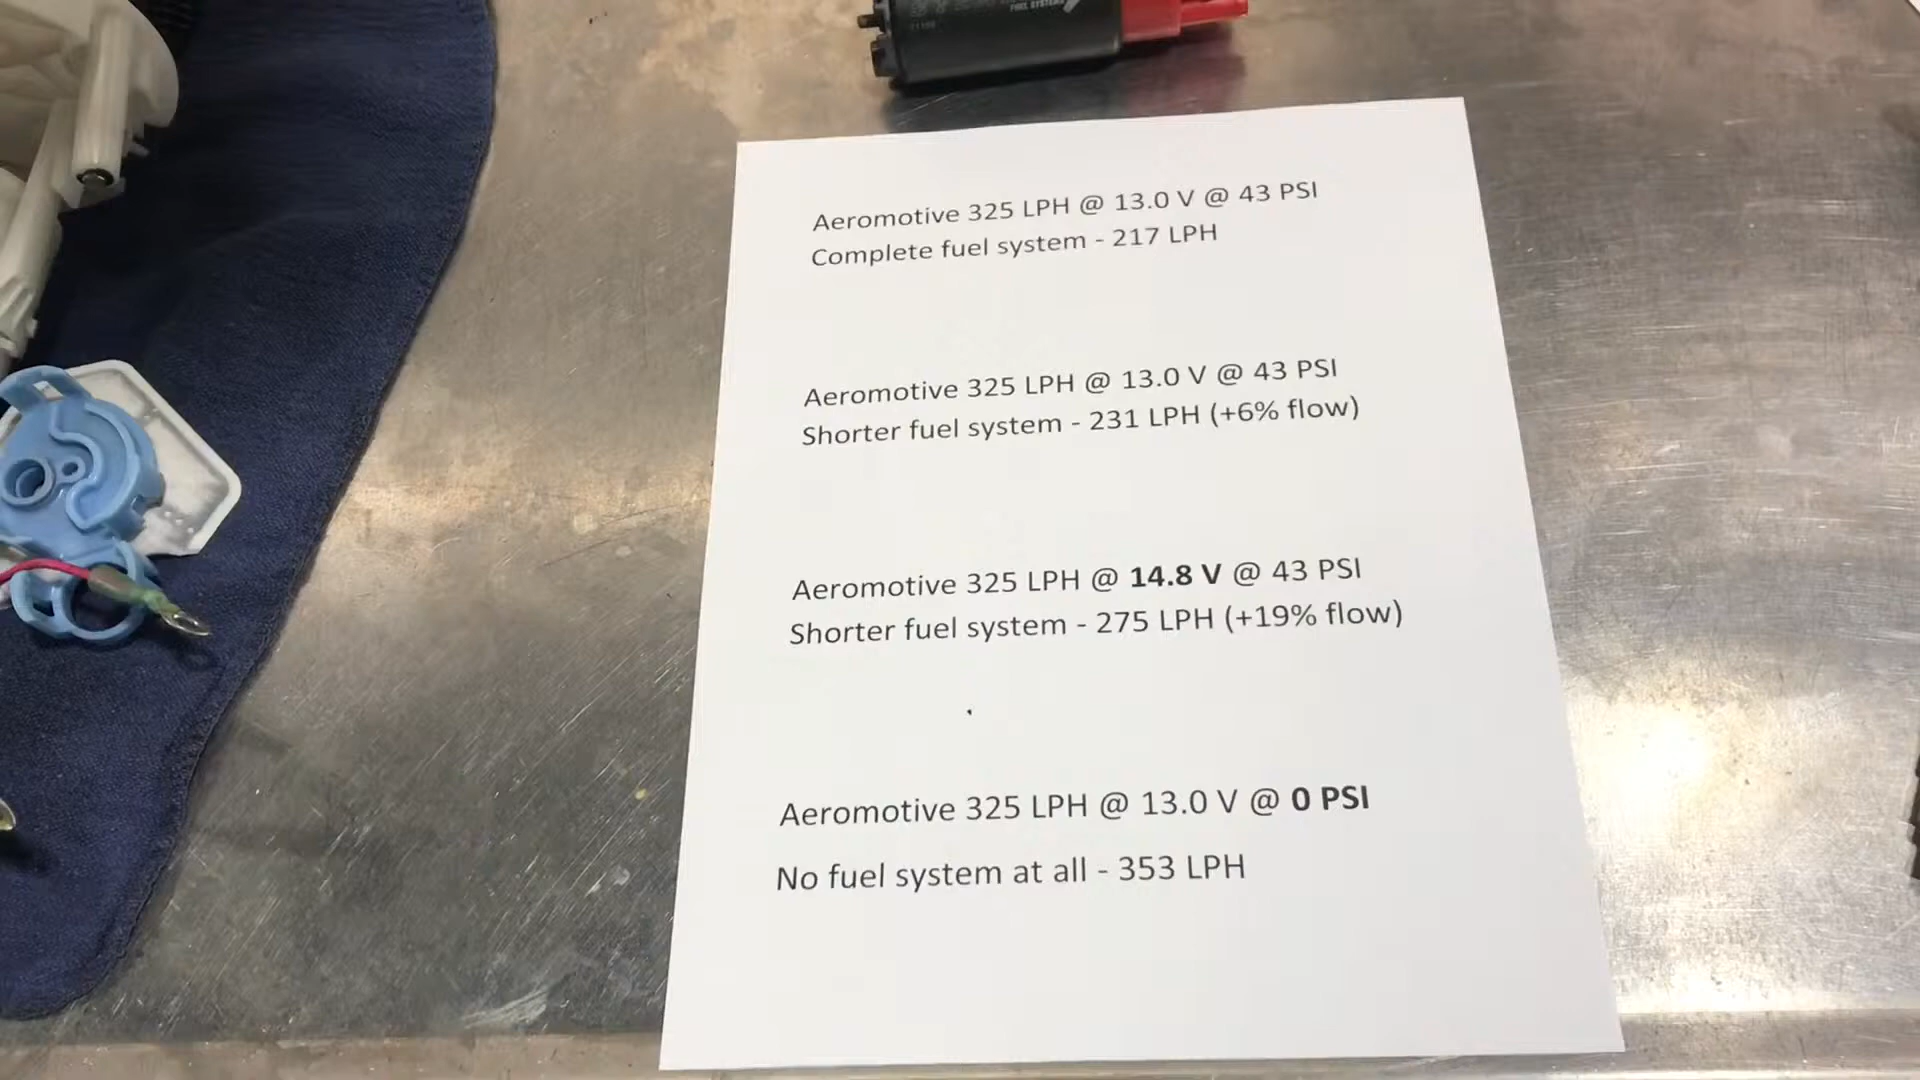 FUEL SYSTEMS
Aeromotive 325 LPH @ 13.0 V @ 43 PSI
Complete fuel system - 217 LPH
Aeromotive 325 LPH @ 13.0 V @ 43 PSI
Shorter fuel system - 231 LPH (+6% flow)
Aeromotive 325 LPH @ 14.8 V @ 43 PSI
Shorter fuel system - 275 LPH (+19% flow)
Aeromotive 325 LPH @ 13.0 V @ 0 PSI
No fuel system at all - 353 LPH